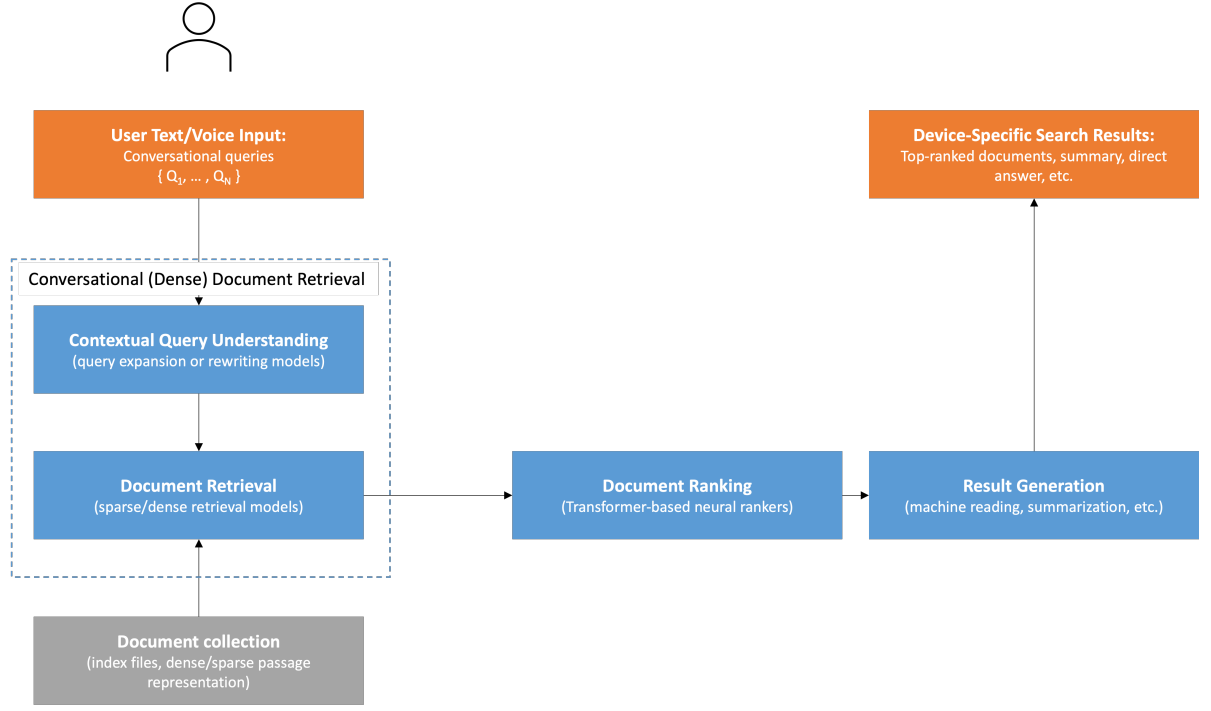 User Text/Voice Input:
Conversational queries
{ Q1, ... , QN }
Device-Specific Search Results:
Top-ranked documents, summary, direct
answer, etc.
Conversational (Dense) Document Retrieval
Contextual Query Understanding
(query expansion or rewriting models)
Document Retrieval
(sparse/dense retrieval models)
Document Ranking
(Transformer-based neural rankers)
Result Generation
(machine reading, summarization, etc.)
Document collection
(index files, dense/sparse passage
representation)